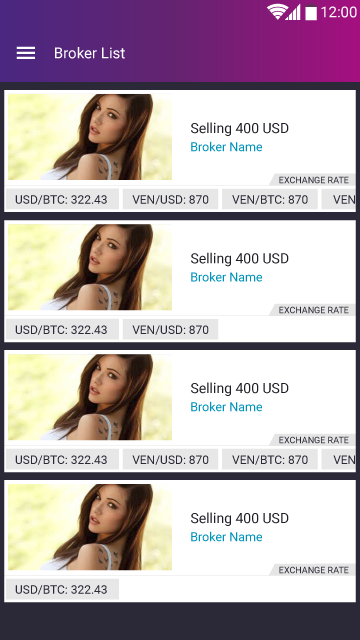 12:00
Broker List
Selling 400 USD
Broker Name
EXCHANGE RATE
USD/BTC: 322.43 VEN/USD: 870 VEN/BTC: 870 VEN
Selling 400 USD
Broker Name
EXCHANGE RATE
USD/BTC: 322.43 VEN/USD: 870
Selling 400 USD
Broker Name
EXCHANGE RATE
USD/BTC: 322.43 VEN/USD: 870 VEN/BTC: 870 VEN
Selling 400 USD
Broker Name
EXCHANGE RATE
USD/BTC: 322.43